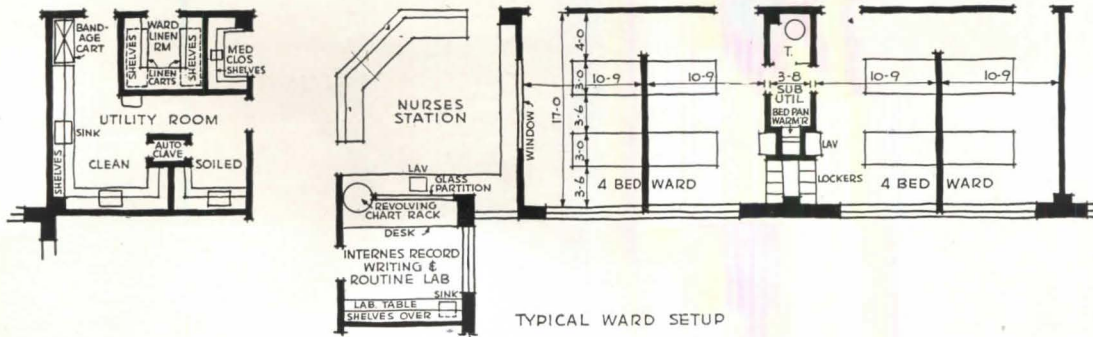 BAND-
AGE
CART
WARD
LINEN
RM
SHELVES
SHELVES
LINEN
CARTS
MED
CLOS
SHELVES
UTILITY ROOM
SINK
SHELVES
CLEAN
AUTO
CLAVE
SOILED
NURSES
STATION
LAV
GLASS
PARTITION
REVOLVING
CHART RACK
DESK
INTERNES RECORD
WRITING &
ROUTINE LAB
SINK
LAB. TABLE
SHELVES OVER
WINDOW
17-0
4-0
3-0
3-6
3-0
3-6
10-9
10-9
4 BED WARD
T.
3-8
SUB
UTIL
BED PAN
WARM'R
LAV
LOCKERS
10-9
10-9
4 BED WARD
TYPICAL WARD SETUP